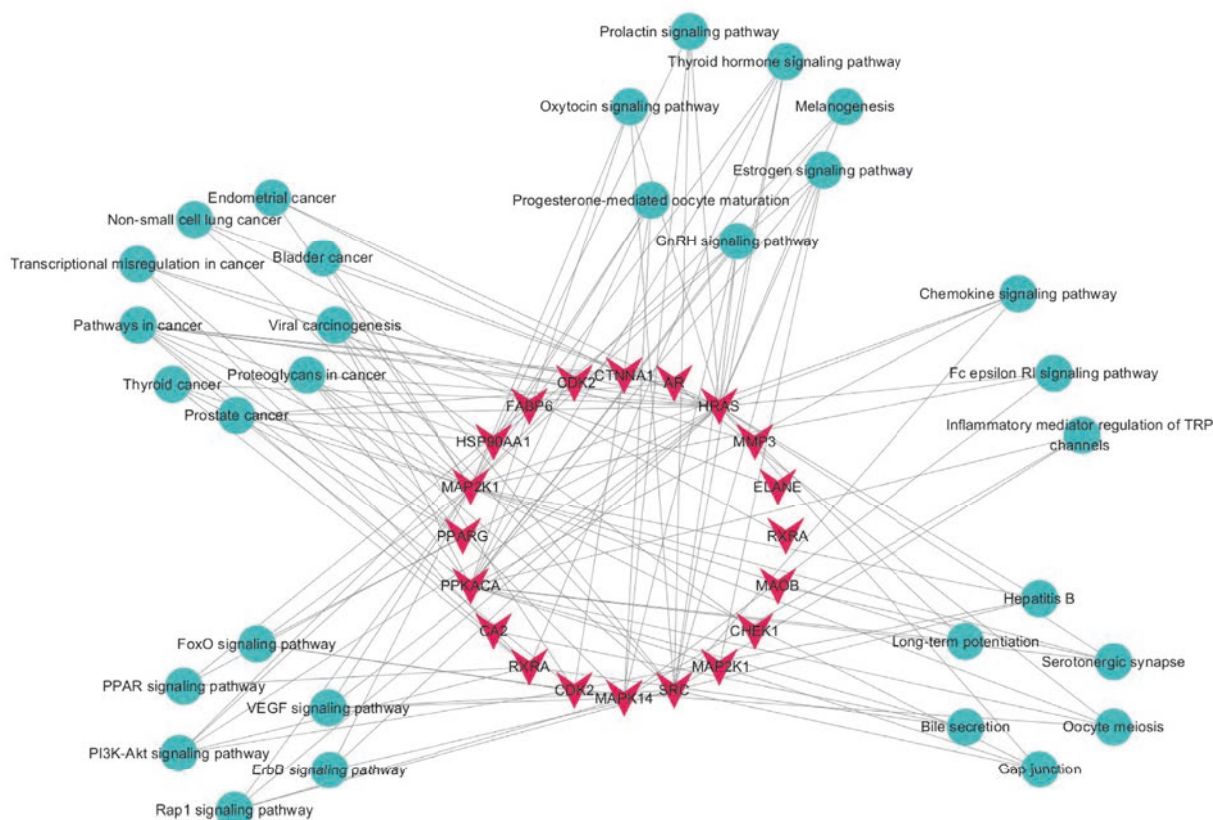 Prolactin signaling pathway
Thyroid hormone signaling pathway
Oxytocin signaling pathway
Melanogenesis
Estrogen signaling pathway
Progesterone-mediated oocyte maturation
GnRH signaling pathway
Endometrial cancer
Non-small cell lung cancer
Bladder cancer
Transcriptional misregulation in cancer
Pathways in cancer
Viral carcinogenesis
Thyroid cancer
Proteoglycans in cancer
Prostate cancer
Chemokine signaling pathway
Fc epsilon RI signaling pathway
Inflammatory mediator regulation of TRP
channels
CTNNA1
AR
CDK2
HRAS
FABP6
MMP3
HSP90AA1
ELANE
MAP2K1
RXRA
PPARG
MAOB
PPKACA
CHEK1
CA2
MAP2K1
RXRA
SRC
CDK2
MAPK14
Hepatitis B
Long-term potentiation
Serotonergic synapse
Bile secretion
Oocyte meiosis
Gap junction
FoxO signaling pathway
PPAR signaling pathway
VEGF signaling pathway
PI3K-Akt signaling pathway
ErbB signaling pathway
Rap1 signaling pathway